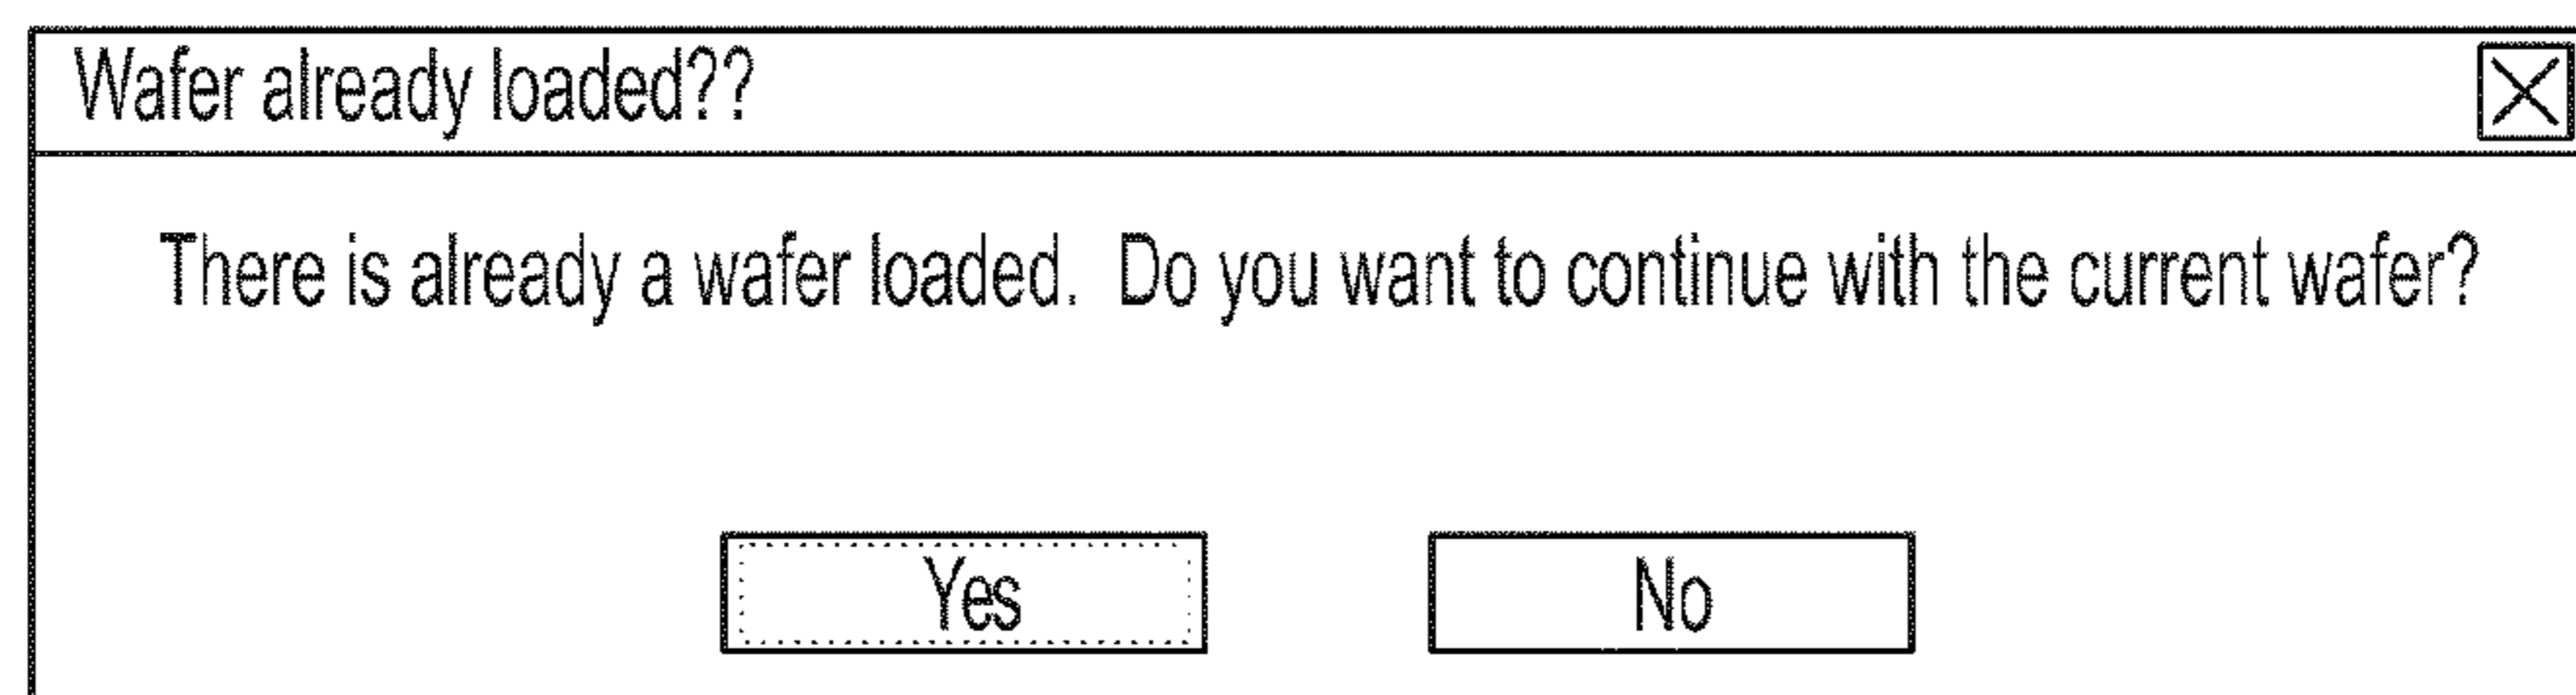 Wafer already loaded??
There is already a wafer loaded. Do you want to continue with the current wafer?
Yes No